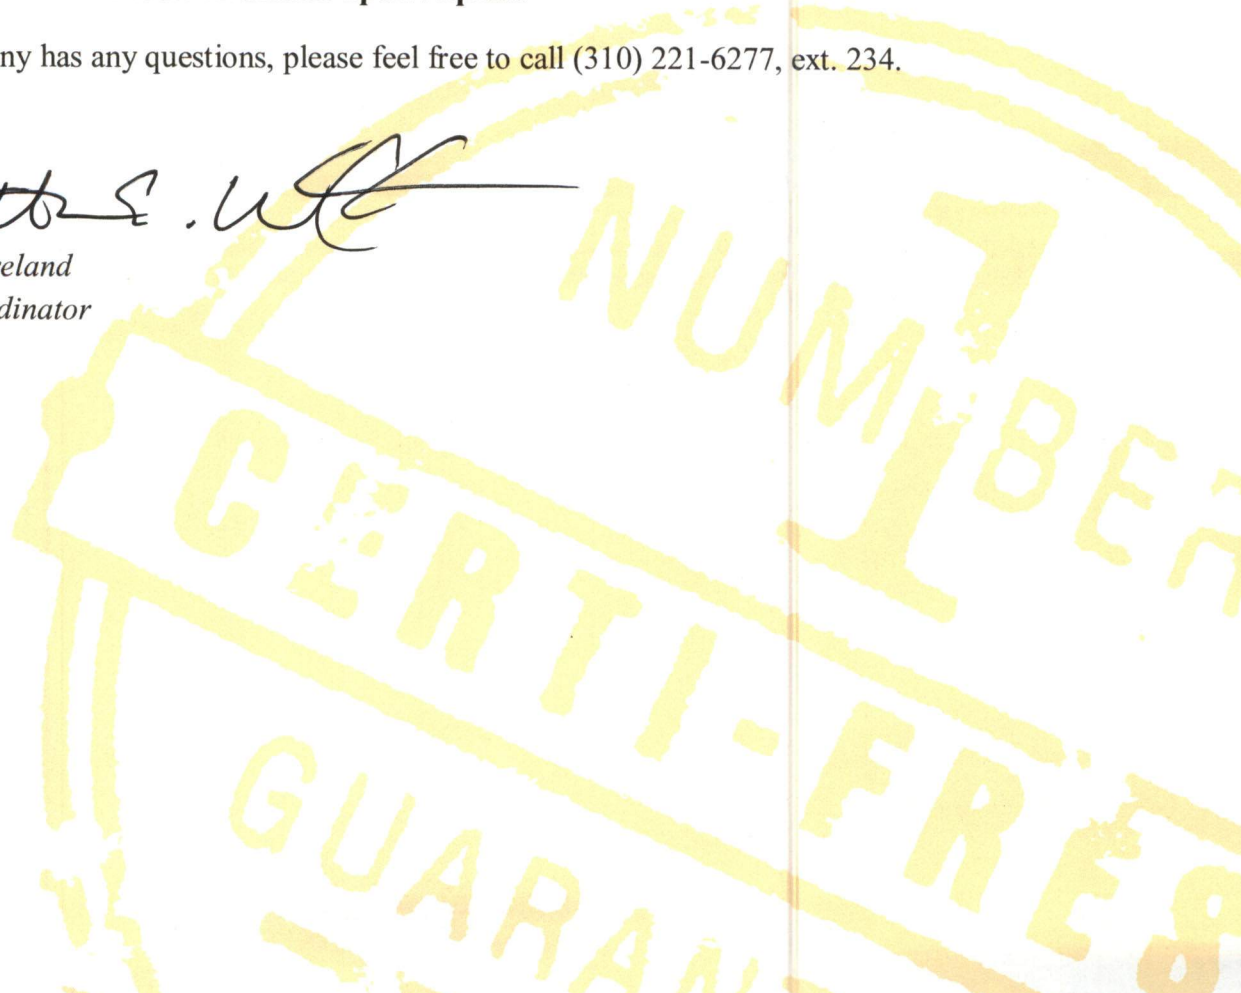 ny has any questions, please feel free to call (310) 221-6277, ext. 234.
eland
dinator
NUMBER
1
CERTI-FRES
GUARAN